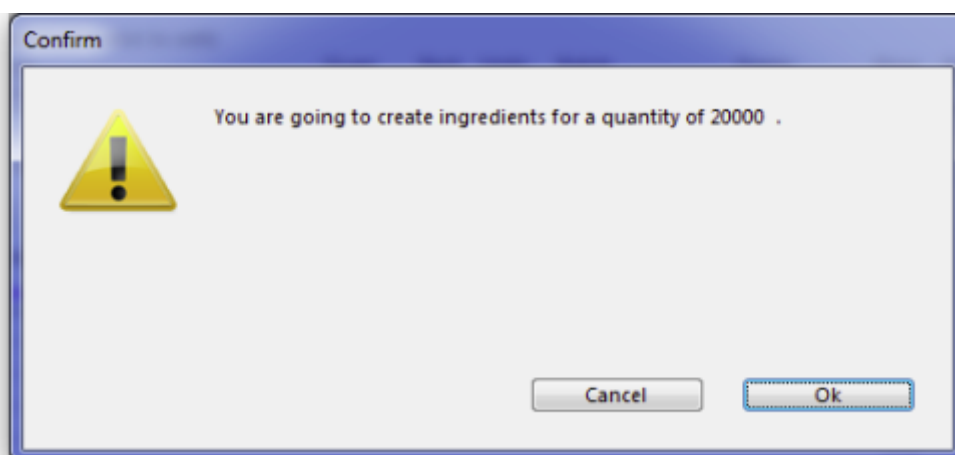 Confirm
You are going to create ingredients for a quantity of 20000  .
Cancel
Ok